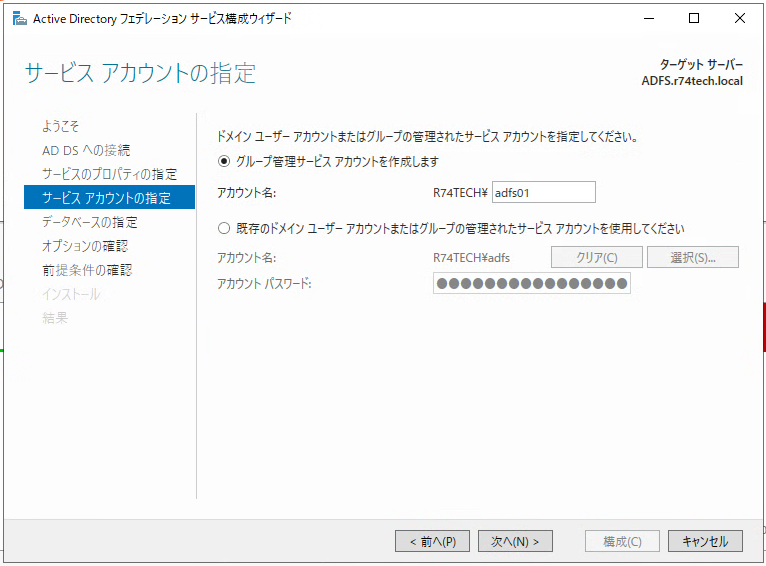 Active Directory フェデレーション サービス構成ウィザード
サービス アカウントの指定
ターゲット サーバー
ADFS.r74tech.local
ようこそ
AD DS への接続
サービスのプロパティの指定
サービス アカウントの指定
データベースの指定
オプションの確認
前提条件の確認
インストール
結果
ドメイン ユーザー アカウントまたはグループの管理されたサービス アカウントを指定してください。
グループ管理サービス アカウントを作成します
アカウント名: R74TECH¥ adfs01
既存のドメイン ユーザー アカウントまたはグループの管理されたサービス アカウントを使用してください
アカウント名: R74TECH¥adfs クリア(C) 選択(S)...
アカウント パスワード: ●●●●●●●●●●●●●●●
< 前へ(P) 次へ(N) > 構成(C) キャンセル